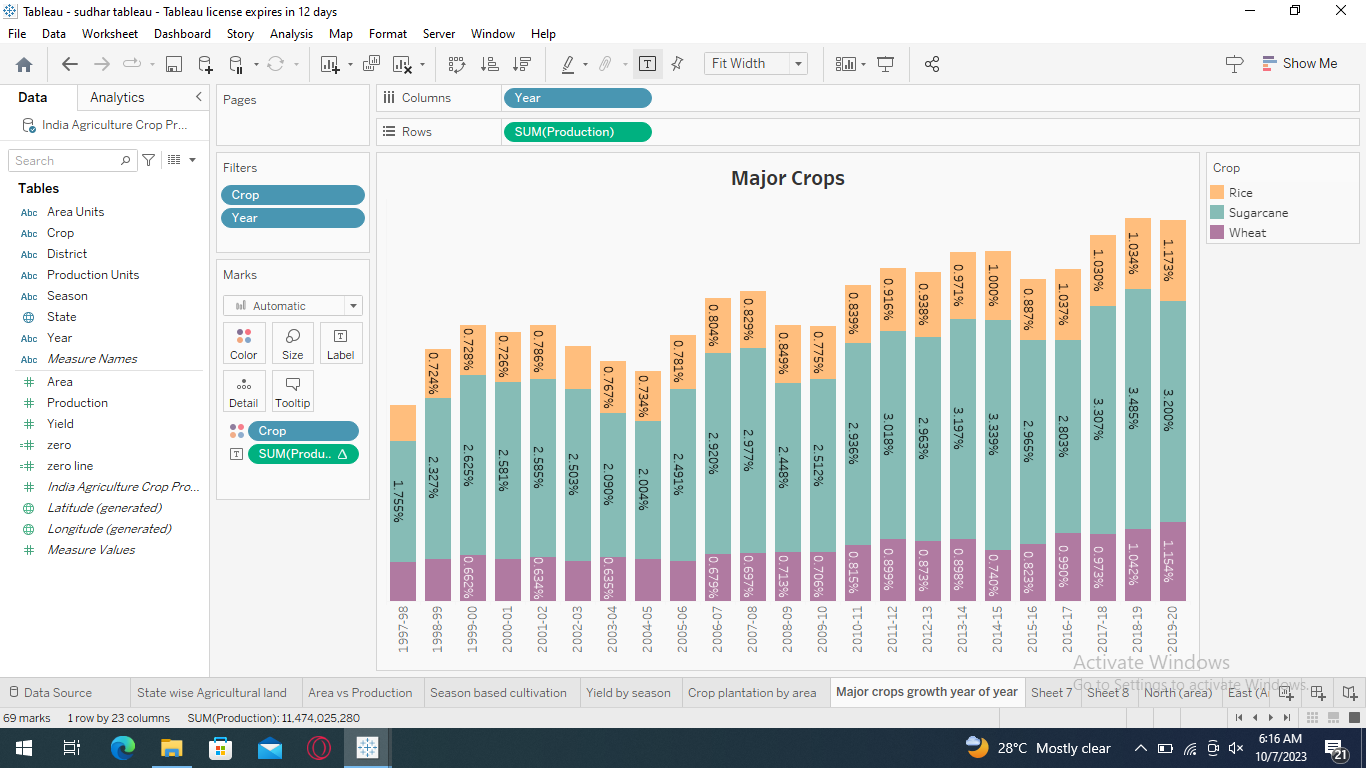 Tableau - sudhar tableau - Tableau license expires in 12 days
File Data Worksheet Dashboard Story Analysis Map Format Server Window Help
Fit Width
Show Me
Data Analytics
India Agriculture Crop Pr...
Search
Tables
Abc Area Units
Abc Crop
Abc District
Abc Production Units
Abc Season
State
Abc Year
Abc Measure Names
# Area
# Production
# Yield
=# zero
=# zero line
# India Agriculture Crop Pro...
Latitude (generated)
Longitude (generated)
# Measure Values
Pages
Filters
Crop
Year
Marks
Automatic
Color Size Label
Detail Tooltip
Crop
SUM(Produ.. Δ
Columns Year
Rows SUM(Production)
Major Crops
0.724% 0.728% 0.726% 0.786% 0.767% 0.734% 0.781% 0.804% 0.829% 0.849% 0.775% 0.839% 0.916% 0.938% 0.971% 1.000% 0.887% 1.037% 1.030% 1.034% 1.173%
1.755% 2.327% 2.625% 2.581% 2.585% 2.503% 2.090% 2.004% 2.491% 2.920% 2.977% 2.448% 2.512% 2.936% 3.018% 2.963% 3.197% 3.339% 2.965% 2.803% 3.307% 3.485% 3.200%
0.662% 0.634% 0.635% 0.679% 0.697% 0.713% 0.706% 0.815% 0.899% 0.873% 0.898% 0.740% 0.823% 0.990% 0.973% 1.042% 1.154%
1997-98 1998-99 1999-00 2000-01 2001-02 2002-03 2003-04 2004-05 2005-06 2006-07 2007-08 2008-09 2009-10 2010-11 2011-12 2012-13 2013-14 2014-15 2015-16 2016-17 2017-18 2018-19 2019-20
Crop
Rice
Sugarcane
Wheat
Activate Windows
Go to Settings to activate Windows.
Data Source State wise Agricultural land Area vs Production Season based cultivation Yield by season Crop plantation by area Major crops growth year of year Sheet 7 Sheet 8 North (area) East (A
69 marks 1 row by 23 columns SUM(Production): 11,474,025,280
28°C Mostly clear
6:16 AM
10/7/2023
21